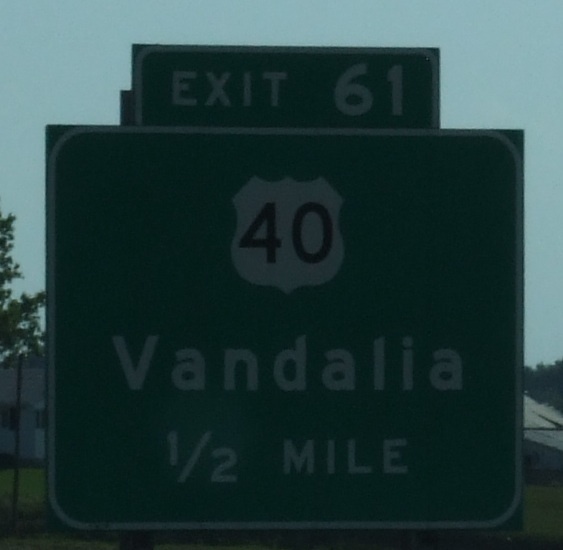 EXIT 61
40
Vandalia
1/2 MILE